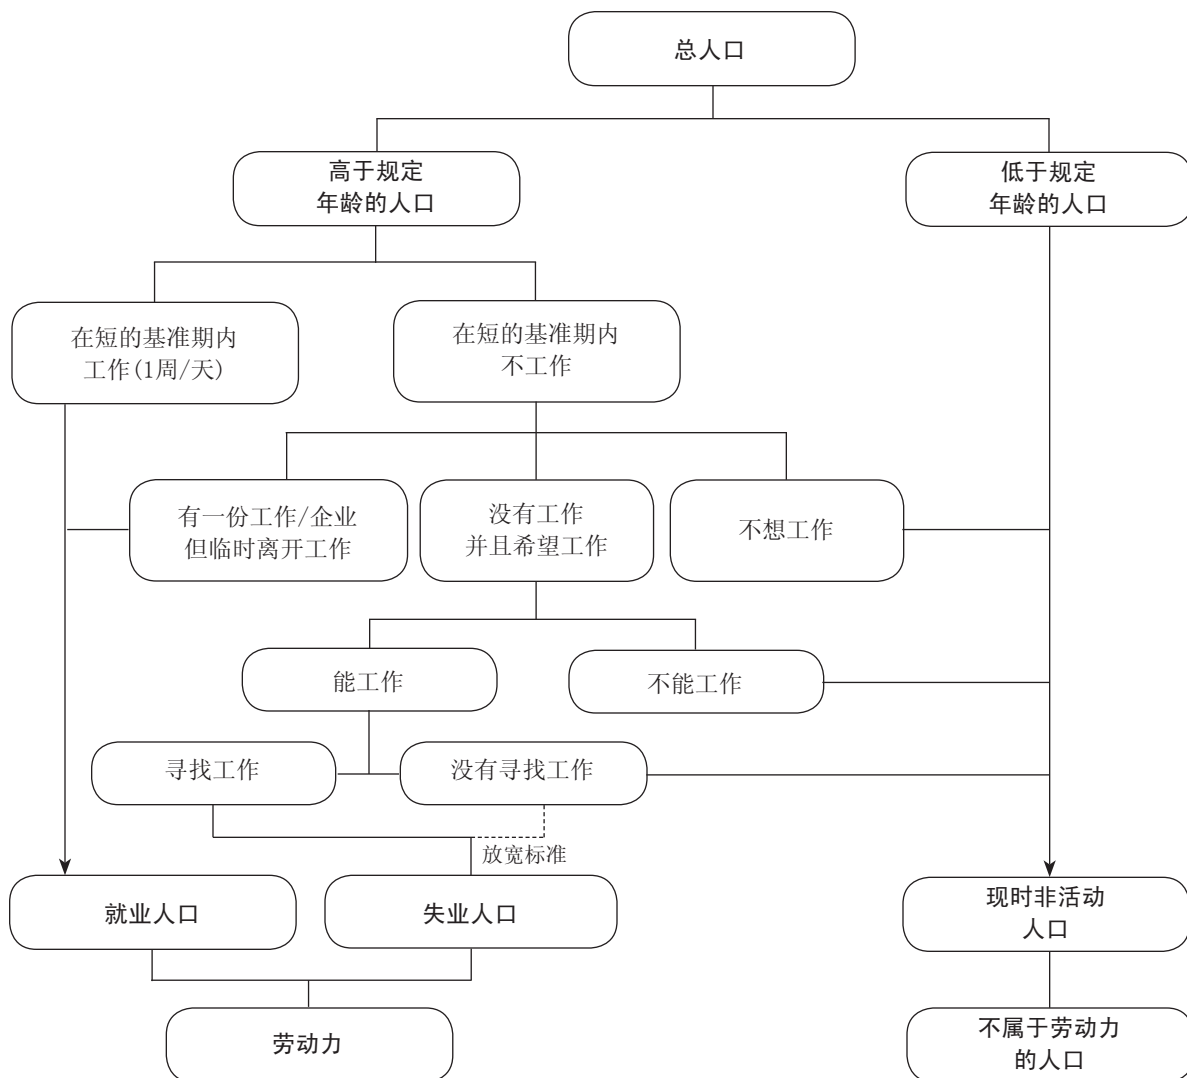 总人口
高于规定
年龄的人口
低于规定
年龄的人口
在短的基准期内
工作(1周/天)
在短的基准期内
不工作
有一份工作/企业
但临时离开工作
没有工作
并且希望工作
不想工作
能工作
不能工作
寻找工作
没有寻找工作
放宽标准
就业人口
失业人口
现时非活动
人口
劳动力
不属于劳动力
的人口